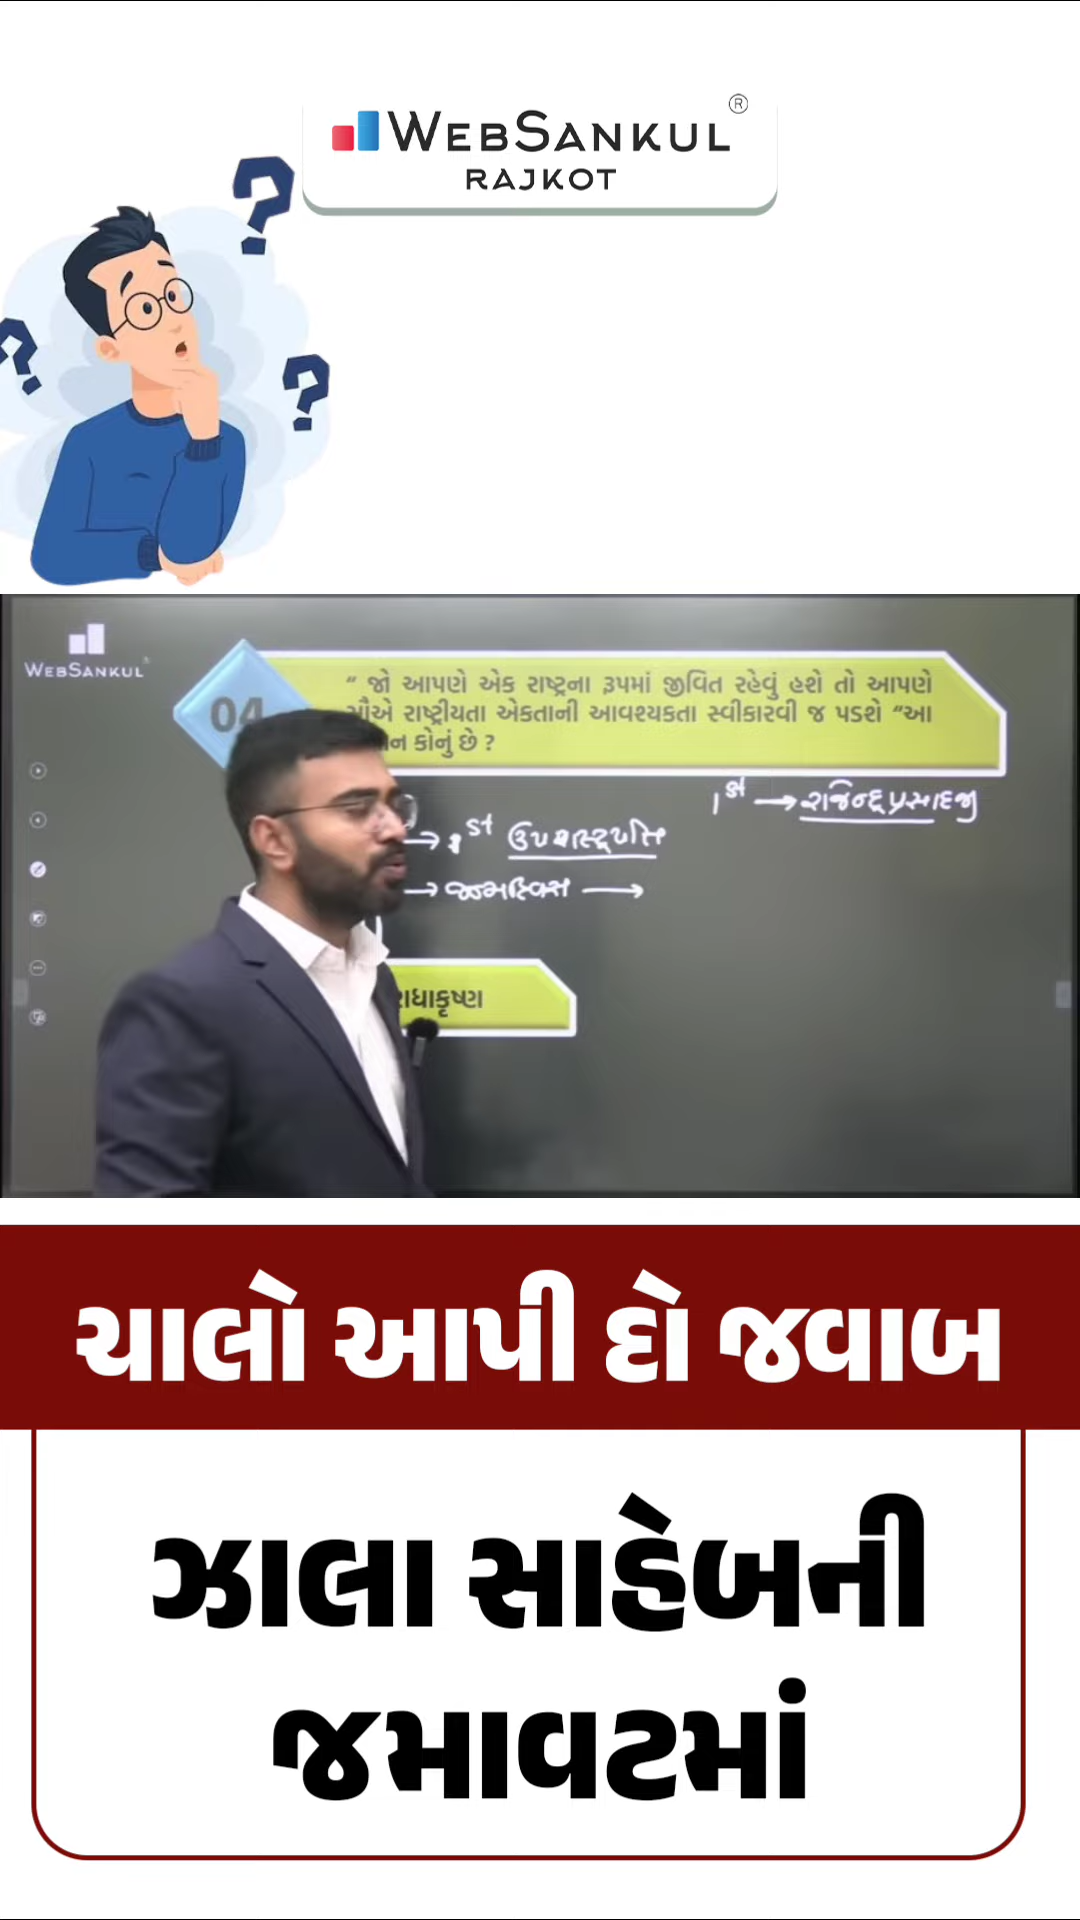 WEBSANKUL®
RAJKOT
WEBSANKUL
04
" જો આપણે એક રાષ્ટ્રના રૂપમાં જીવિત રહેવું હશે તો આપણે
સૌએ રાષ્ટ્રીયતા એકતાની આવશ્યકતા સ્વીકારવી જ પડશે "આ
કોનું છે ?
1st → રાજેન્દ્રપ્રસાદજી
→ 1st ઉપરાષ્ટ્રપતિ
→ જન્મદિવસ →
રાધાકૃષ્ણ
ચાલો આપી દો જવાબ
ઝાલા સાહેબની
જમાવટમાં